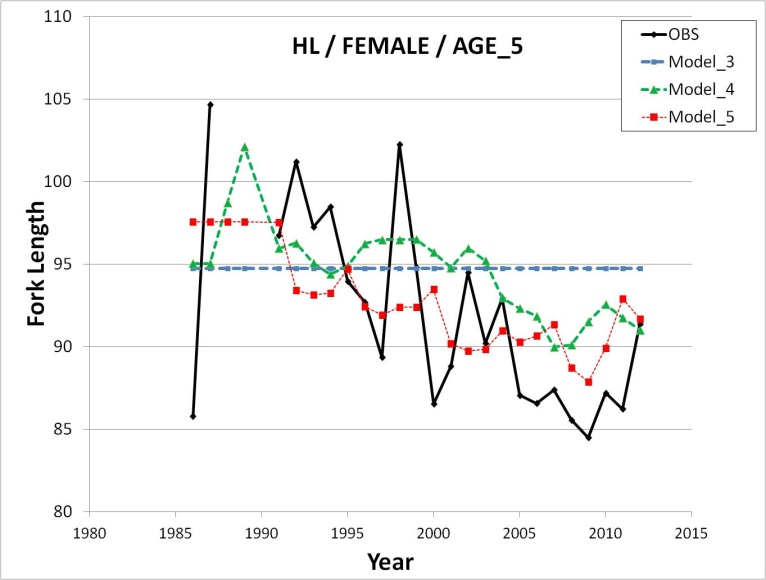 HL / FEMALE / AGE_5
OBS
Model_3
Model_4
Model_5
110
105
100
95
90
85
80
Fork Length
1980 1985 1990 1995 2000 2005 2010 2015
Year